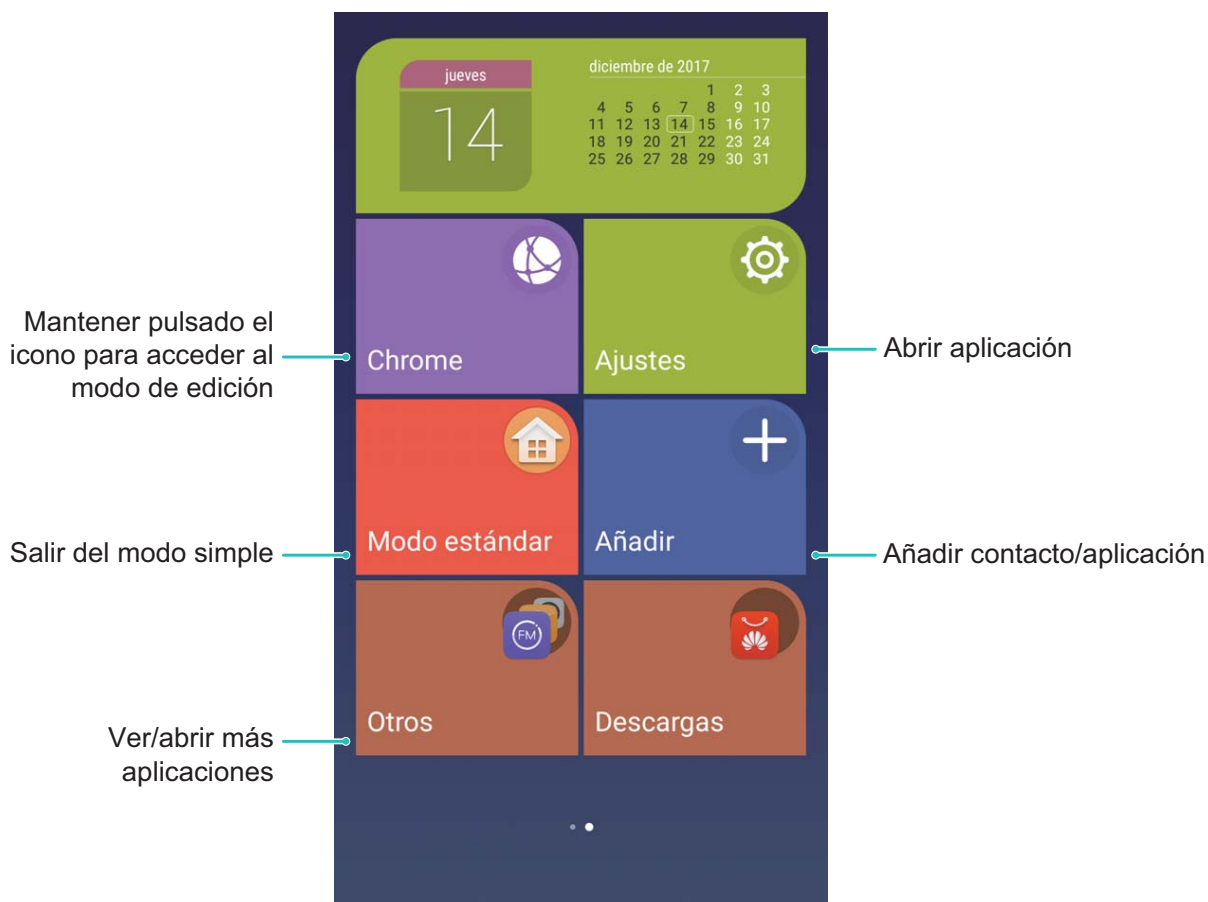 jueves
14
diciembre de 2017
1 2 3
4 5 6 7 8 9 10
11 12 13 14 15 16 17
18 19 20 21 22 23 24
25 26 27 28 29 30 31
Mantener pulsado el
icono para acceder al
modo de edición
Chrome
Ajustes
Abrir aplicación
Salir del modo simple
Modo estándar
Añadir
Añadir contacto/aplicación
FM
Ver/abrir más
aplicaciones
Otros
Descargas